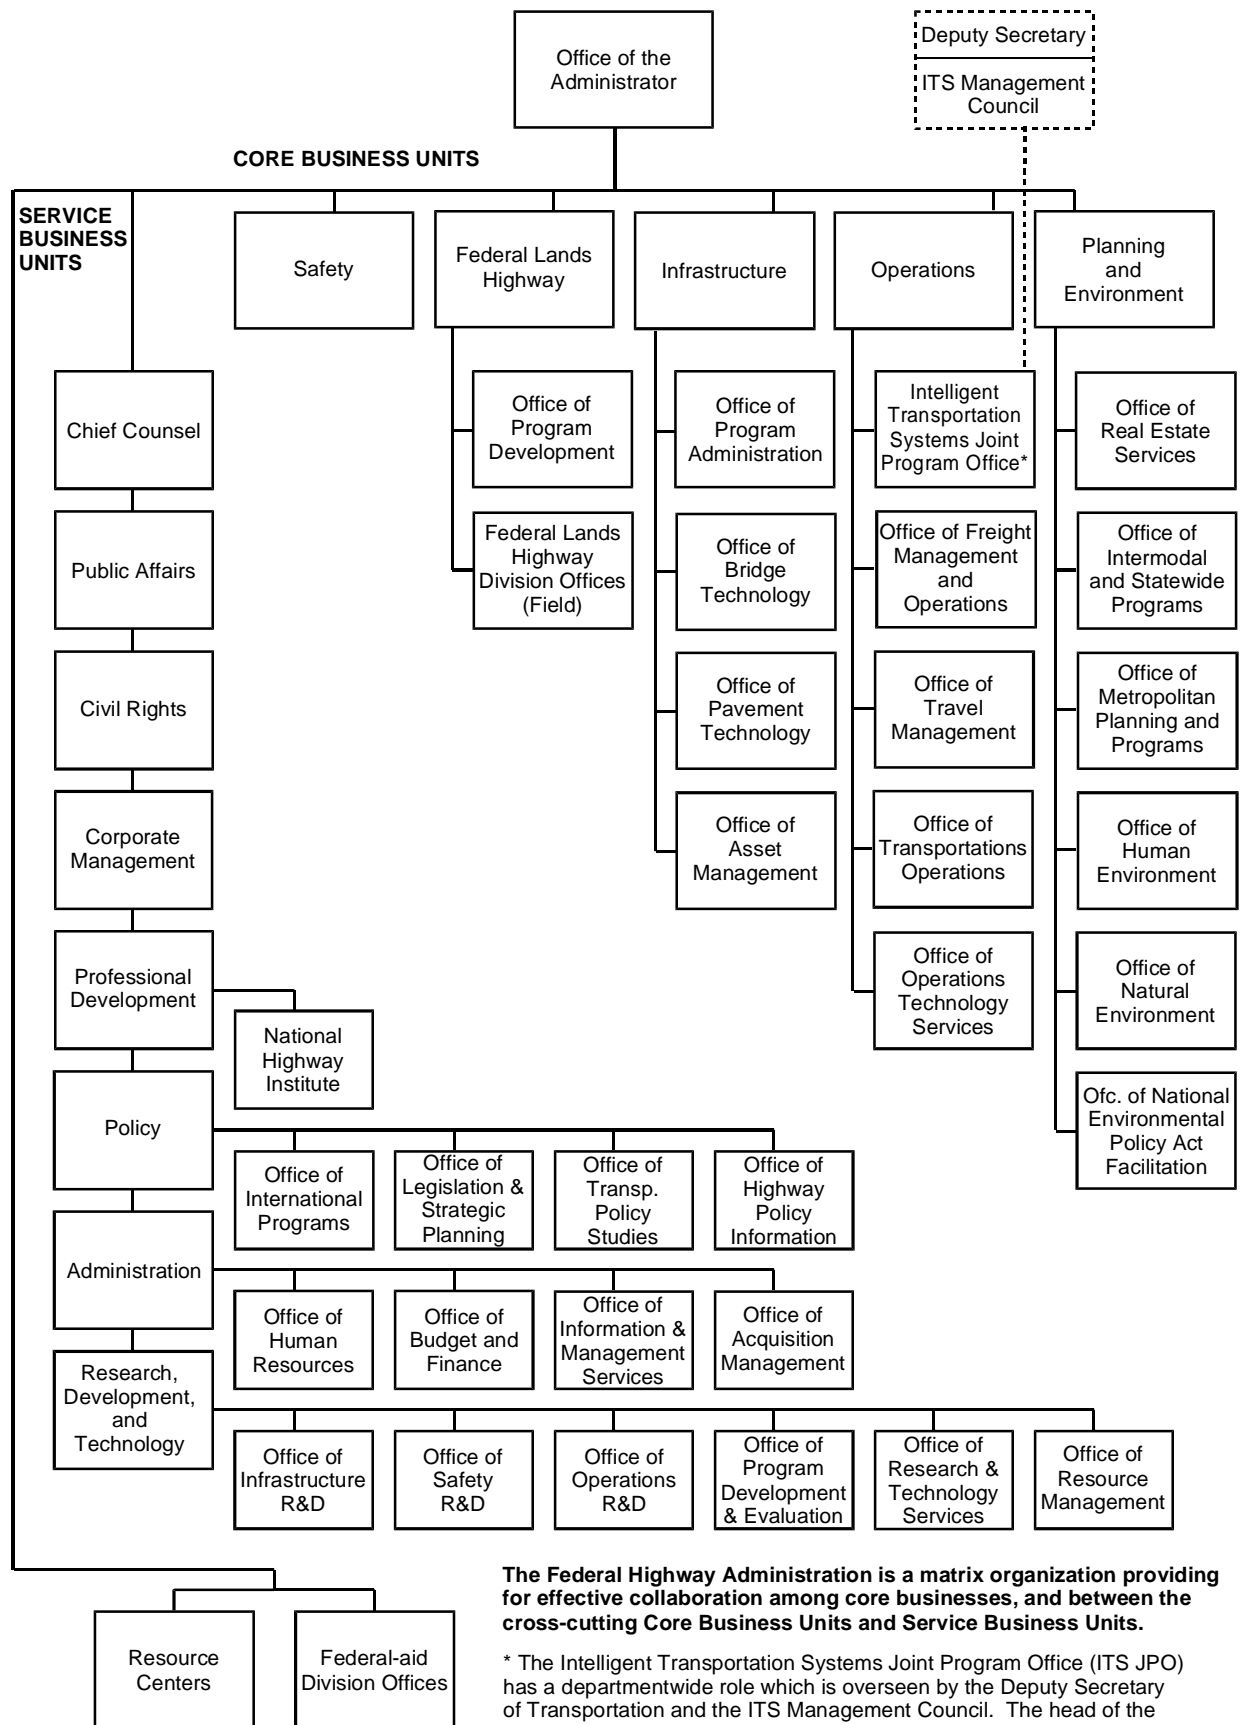 Office of the
Administrator
Deputy Secretary
ITS Management
Council
CORE BUSINESS UNITS
SERVICE
BUSINESS
UNITS
Safety
Federal Lands
Highway
Infrastructure
Operations
Planning
and
Environment
Chief Counsel
Office of
Program
Development
Office of
Program
Administration
Intelligent
Transportation
Systems Joint
Program Office*
Office of
Real Estate
Services
Public Affairs
Federal Lands
Highway
Division Offices
(Field)
Office of
Bridge
Technology
Office of Freight
Management
and
Operations
Office of
Intermodal
and Statewide
Programs
Civil Rights
Office of
Pavement
Technology
Office of
Travel
Management
Office of
Metropolitan
Planning and
Programs
Corporate
Management
Office of
Asset
Management
Office of
Transportations
Operations
Office of
Human
Environment
Professional
Development
National
Highway
Institute
Office of
Operations
Technology
Services
Office of
Natural
Environment
Policy
Office of
International
Programs
Office of
Legislation &
Strategic
Planning
Office of
Transp.
Policy
Studies
Office of
Highway
Policy
Information
Ofc. of National
Environmental
Policy Act
Facilitation
Administration
Office of
Human
Resources
Office of
Budget and
Finance
Office of
Information &
Management
Services
Office of
Acquisition
Management
Research,
Development,
and
Technology
Office of
Infrastructure
R&D
Office of
Safety
R&D
Office of
Operations
R&D
Office of
Program
Development
& Evaluation
Office of
Research &
Technology
Services
Office of
Resource
Management
Resource
Centers
Federal-aid
Division Offices
The Federal Highway Administration is a matrix organization providing
for effective collaboration among core businesses, and between the
cross-cutting Core Business Units and Service Business Units.
* The Intelligent Transportation Systems Joint Program Office (ITS JPO)
has a departmentwide role which is overseen by the Deputy Secretary
of Transportation and the ITS Management Council. The head of the